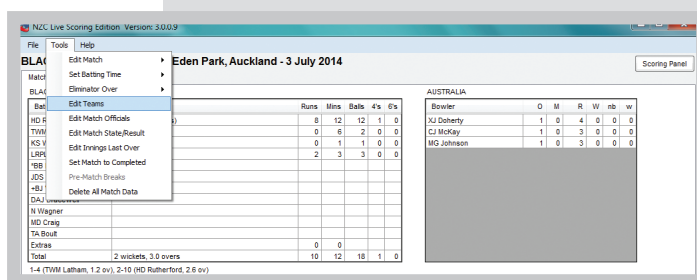 NZC Live Scoring Edition Version: 3.0.0.9
File Tools Help
Eden Park, Auckland - 3 July 2014
Scoring Panel
Edit Match
Set Batting Time
Eliminator Over
Edit Teams
Edit Match Officials
Edit Match State/Result
Edit Innings Last Over
Set Match to Completed
Pre-Match Breaks
Delete All Match Data
Runs Mins Balls 4's 6's
8 12 12 1 0
0 6 2 0 0
0 1 1 0 0
2 3 3 0 0
N Wagner
MD Craig
TA Boult
Extras 0 0
Total 2 wickets, 3.0 overs 10 12 18 1 0
1-4 (TWM Latham, 1.2 ov), 2-10 (HD Rutherford, 2.6 ov)
AUSTRALIA
Bowler O M R W nb w
XJ Doherty 1 0 4 0 0 0
CJ McKay 1 0 3 0 0 0
MG Johnson 1 0 3 0 0 0